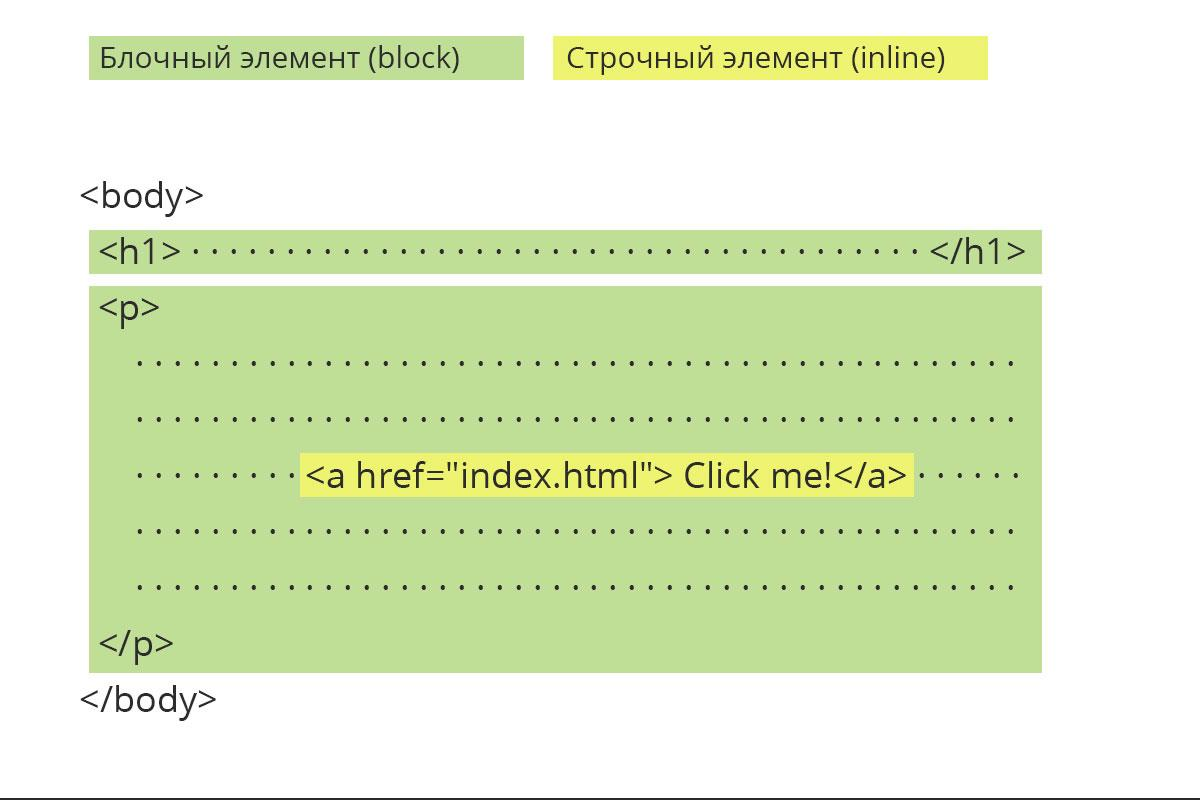 Блочный элемент (block)
Строчный элемент (inline)
<body>
<h1> . . . . . . . . . . . . . . . . . . . . . . . . . . . . . . . . . . . . . . . </h1>
<p>
. . . . . . . . . . . . . . . . . . . . . . . . . . . . . . . . . . . . . . . . . . . . . . .
. . . . . . . . . . . . . . . . . . . . . . . . . . . . . . . . . . . . . . . . . . . . . . .
. . . . . . . . . <a href="index.html"> Click me!</a> . . . . . .
. . . . . . . . . . . . . . . . . . . . . . . . . . . . . . . . . . . . . . . . . . . . . . .
. . . . . . . . . . . . . . . . . . . . . . . . . . . . . . . . . . . . . . . . . . . . . . .
</p>
</body>